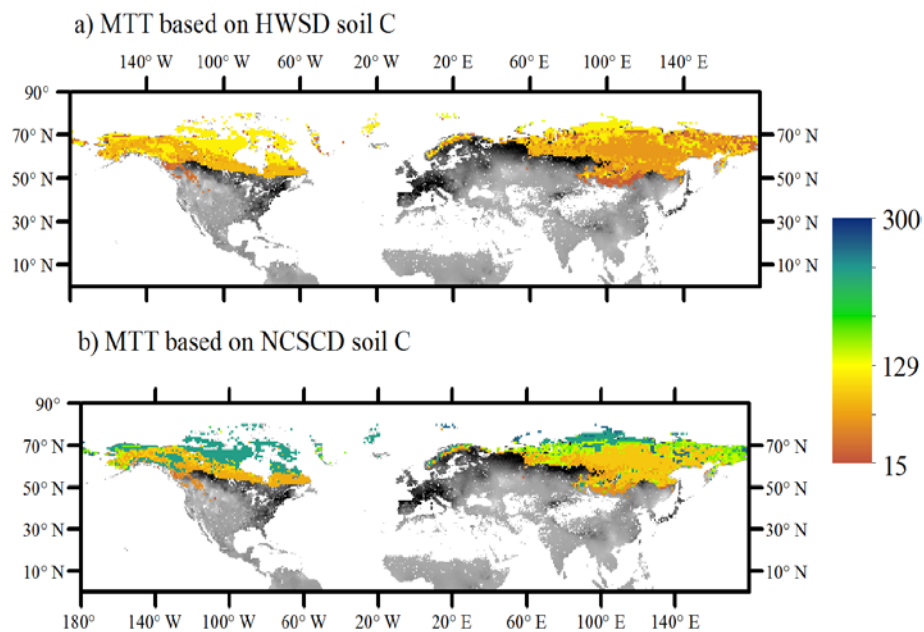 a) MTT based on HWSD soil C
140° W 100° W 60° W 20° W 20° E 60° E 100° E 140° E
90°
70° N 70° N
50° N 50° N
30° N 30° N
10° N 10° N
300
129
15
b) MTT based on NCSCD soil C
90°
70° N 70° N
50° N 50° N
30° N 30° N
10° N 10° N
180° 140° W 100° W 60° W 20° W 20° E 60° E 100° E 140° E